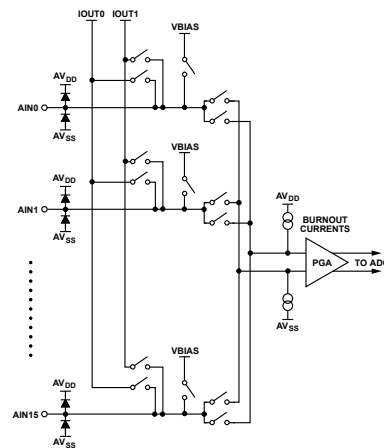 IOUT0 IOUT1
VBIAS
AVDD
AIN0
AVSS
VBIAS
AVDD
AIN1
AVSS
AVDD
BURNOUT
CURRENTS
PGA
TO ADC
AVSS
VBIAS
AVDD
AIN15
AVSS